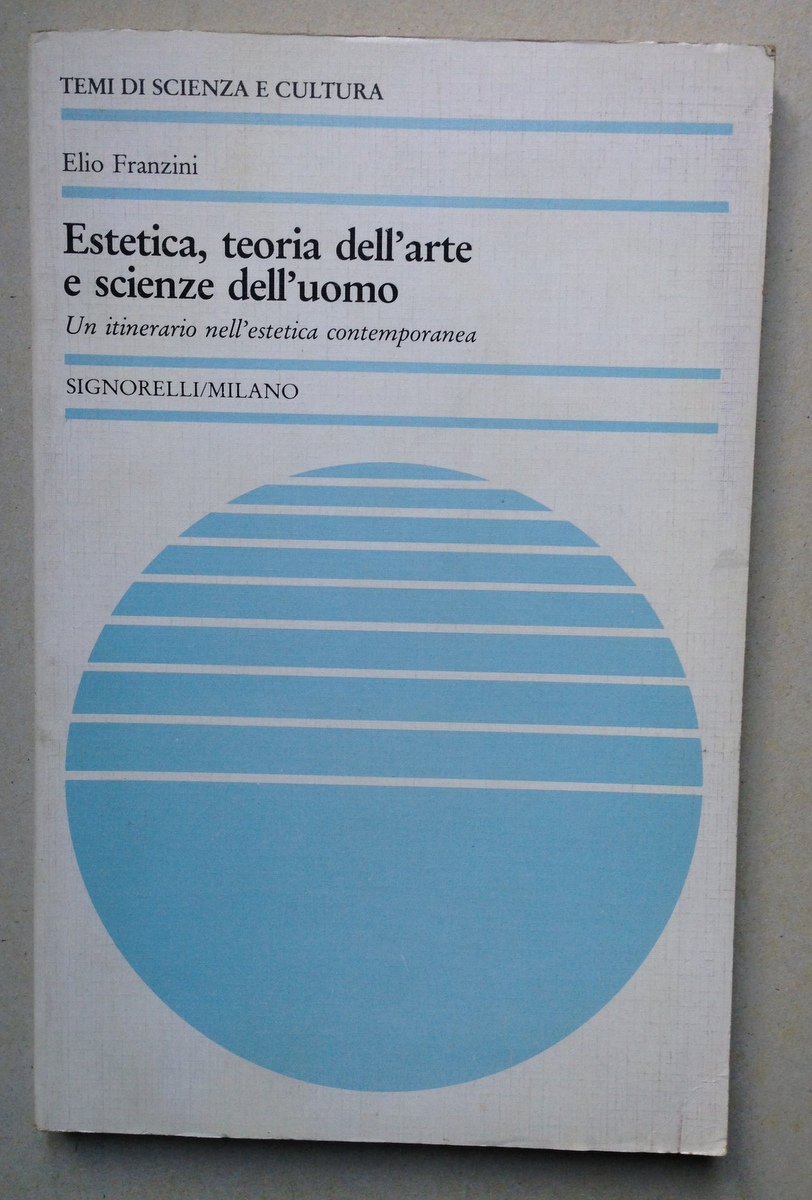 TEMI DI SCIENZA E CULTURA
Elio Franzini
Estetica, teoria dell'arte
e scienze dell'uomo
Un itinerario nell'estetica contemporanea
SIGNORELLI/MILANO